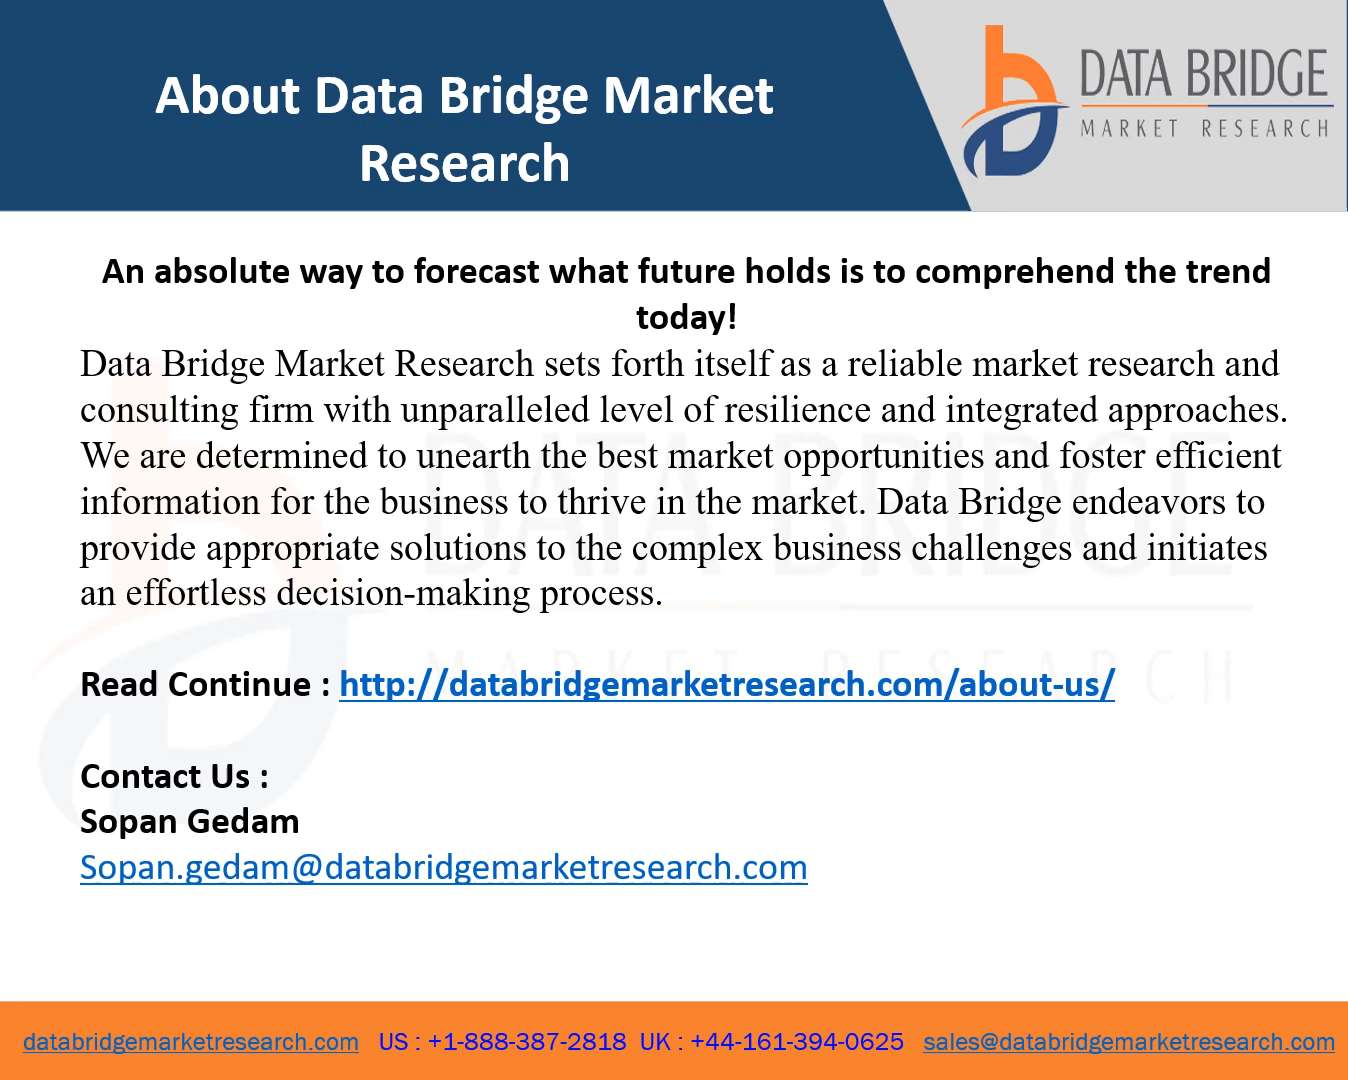 About Data Bridge Market
Research
DATA BRIDGE
MARKET RESEARCH
An absolute way to forecast what future holds is to comprehend the trend
today!
Data Bridge Market Research sets forth itself as a reliable market research and
consulting firm with unparalleled level of resilience and integrated approaches.
We are determined to unearth the best market opportunities and foster efficient
information for the business to thrive in the market. Data Bridge endeavors to
provide appropriate solutions to the complex business challenges and initiates
an effortless decision-making process.
DATA BRIDGE
MARKET RESEARCH
Read Continue : http://databridgemarketresearch.com/about-us/
Contact Us :
Sopan Gedam
Sopan.gedam@databridgemarketresearch.com
databridgemarketresearch.com US : +1-888-387-2818 UK : +44-161-394-0625 sales@databridgemarketresearch.com